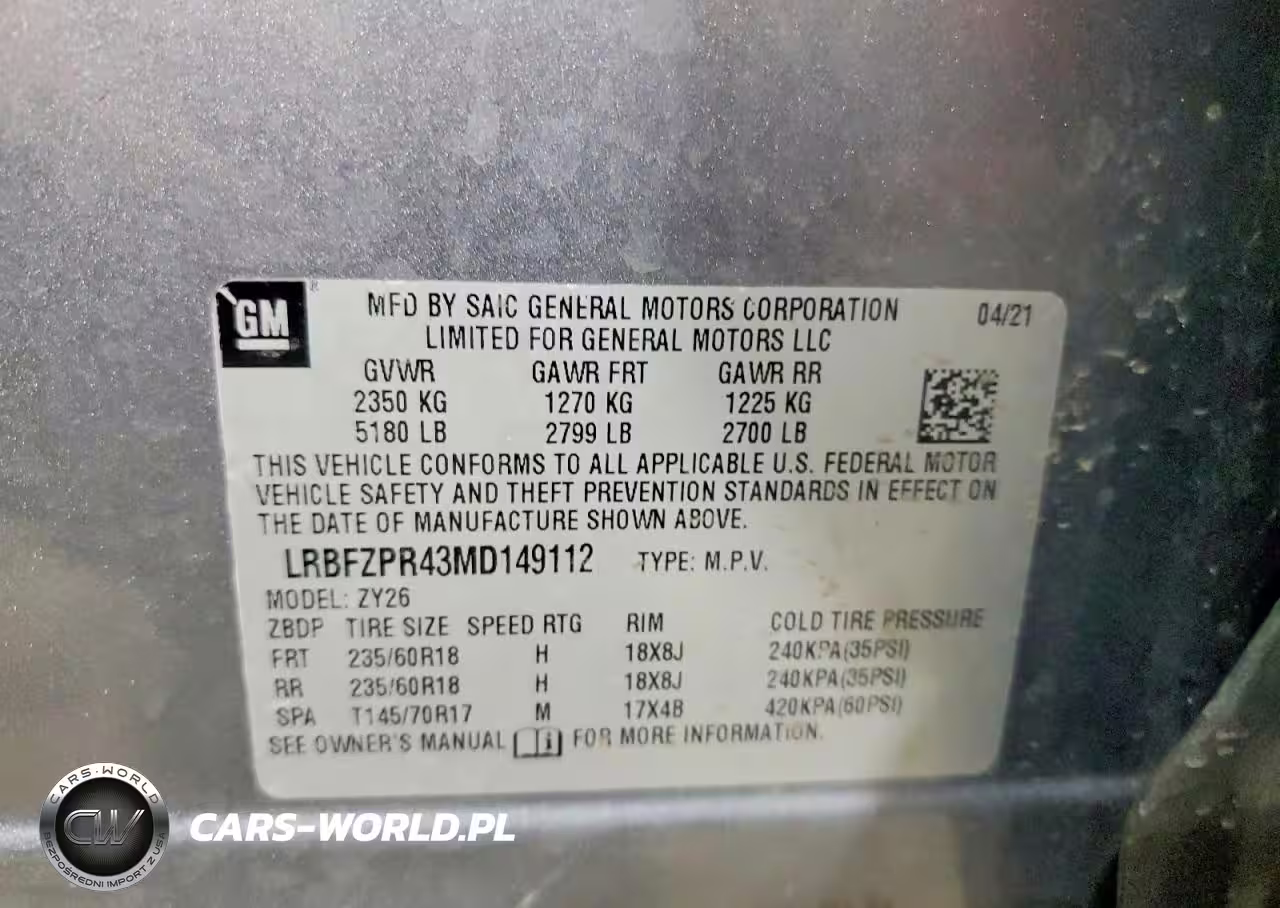 GM ®
MFD BY SAIC GENERAL MOTORS CORPORATION 04/21
LIMITED FOR GENERAL MOTORS LLC
GVWR GAWR FRT GAWR RR
2350 KG 1270 KG 1225 KG
5180 LB 2799 LB 2700 LB
THIS VEHICLE CONFORMS TO ALL APPLICABLE U.S. FEDERAL MOTOR
VEHICLE SAFETY AND THEFT PREVENTION STANDARDS IN EFFECT ON
THE DATE OF MANUFACTURE SHOWN ABOVE.
LRBFZPR43MD149112 TYPE: M.P.V.
MODEL: ZY26
ZBDP TIRE SIZE SPEED RTG RIM COLD TIRE PRESSURE
FRT 235/60R18 H 18X8J 240KPA(35PSI)
RR 235/60R18 H 18X8J 240KPA(35PSI)
SPA T145/70R17 M 17X4B 420KPA(60PSI)
SEE OWNER'S MANUAL i FOR MORE INFORMATION.
CARS-WORLD
CW
BEZPOŚREDNI IMPORT Z USA
CARS-WORLD.PL